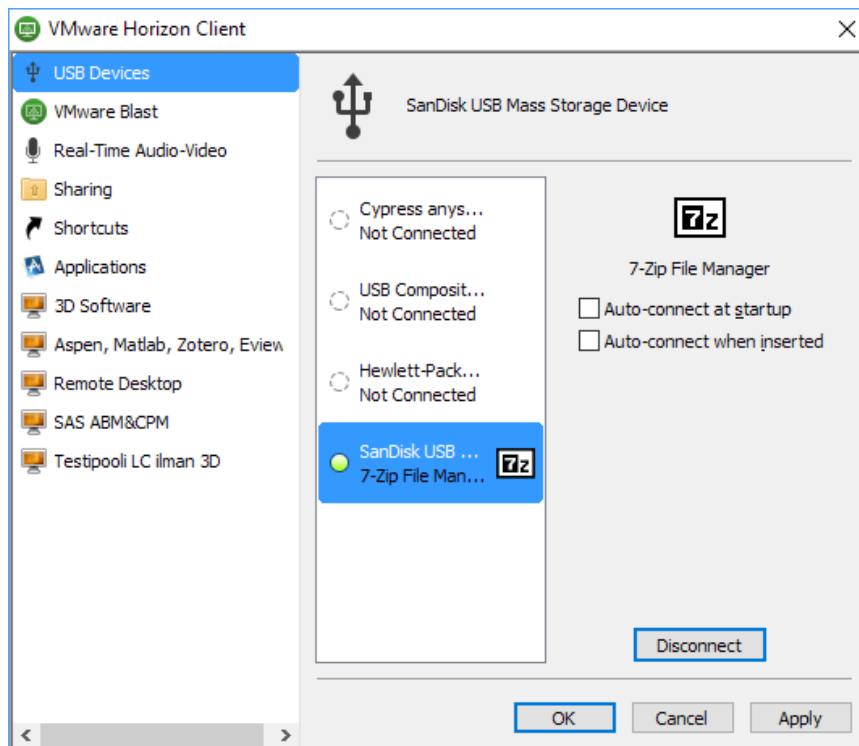 VMware Horizon Client
USB Devices
VMware Blast
Real-Time Audio-Video
Sharing
Shortcuts
Applications
3D Software
Aspen, Matlab, Zotero, Eview
Remote Desktop
SAS ABM&CPM
Testipooli LC ilman 3D
SanDisk USB Mass Storage Device
Cypress anys...
Not Connected
USB Composit...
Not Connected
Hewlett-Pack...
Not Connected
SanDisk USB ...
7-Zip File Man...
7z
7z
7-Zip File Manager
Auto-connect at startup
Auto-connect when inserted
Disconnect
OK
Cancel
Apply